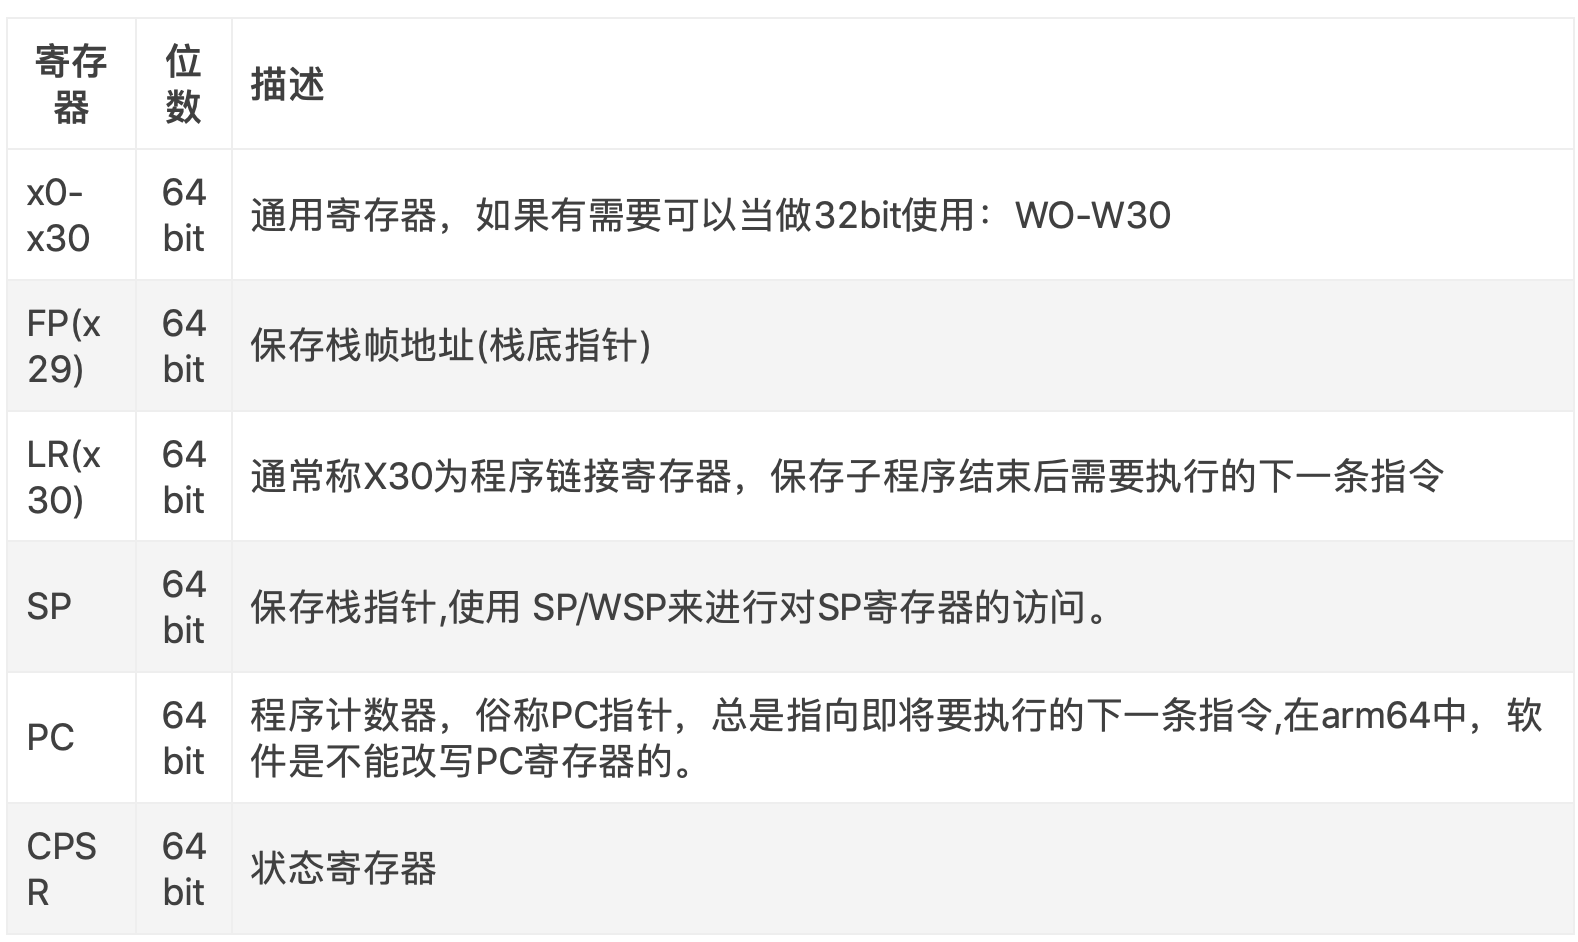 寄存
器
位
数
描述
x0-
x30
64
bit
通用寄存器，如果有需要可以当做32bit使用：WO-W30
FP(x
29)
64
bit
保存栈帧地址(栈底指针)
LR(x
30)
64
bit
通常称X30为程序链接寄存器，保存子程序结束后需要执行的下一条指令
SP
64
bit
保存栈指针,使用 SP/WSP来进行对SP寄存器的访问。
PC
64
bit
程序计数器，俗称PC指针，总是指向即将要执行的下一条指令,在arm64中，软
件是不能改写PC寄存器的。
CPS
R
64
bit
状态寄存器